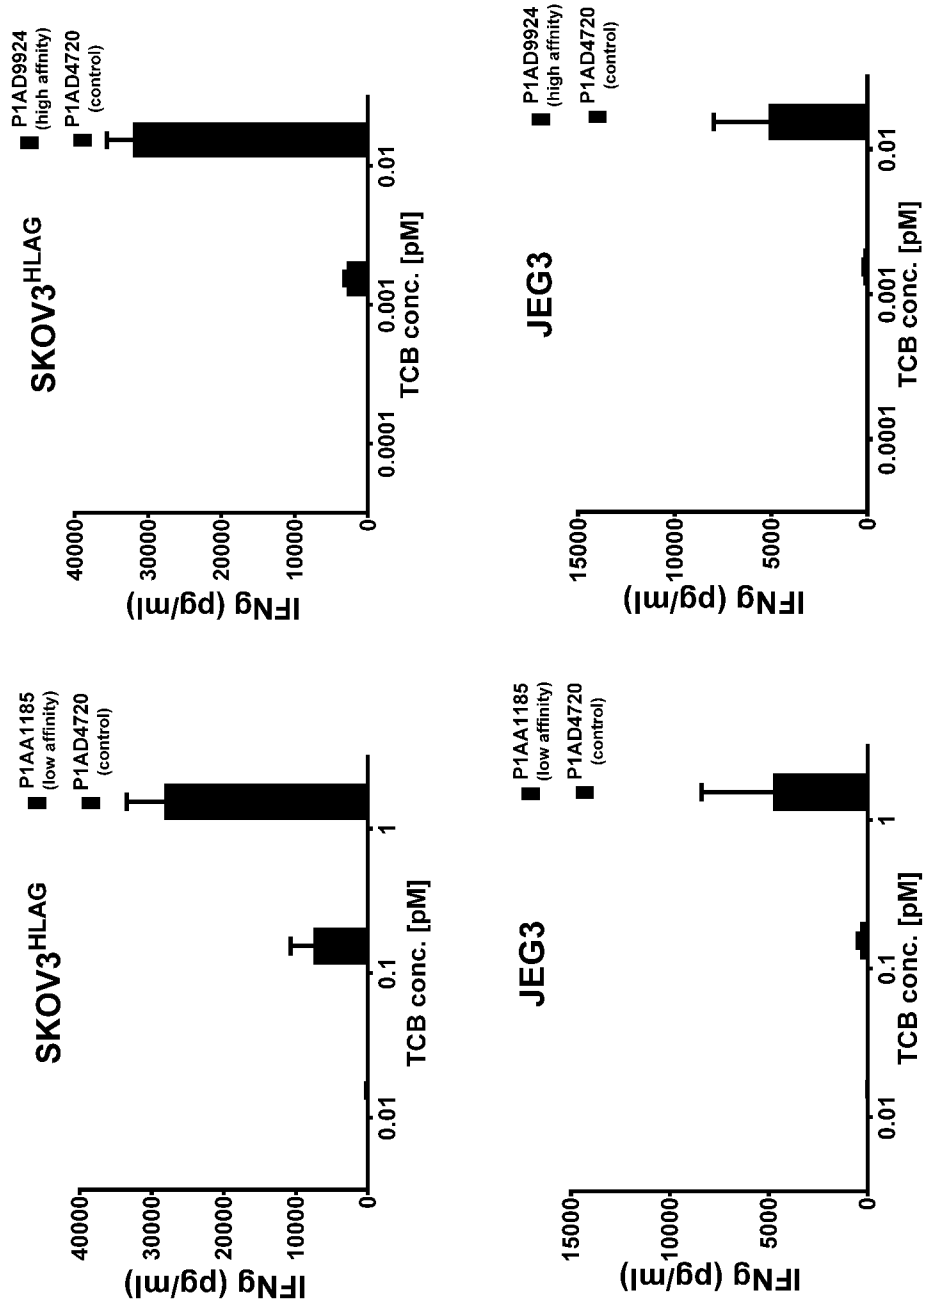 SKOV3HLAG
P1AA1185
(low affinity)
P1AD4720
(control)
IFNg (pg/ml)
40000
30000
20000
10000
0
0.01
0.1
1
TCB conc. [pM]
SKOV3HLAG
P1AD9924
(high affnity)
P1AD4720
(control)
IFNg (pg/ml)
40000
30000
20000
10000
0
0.0001
0.001
0.01
TCB conc. [pM]
JEG3
P1AA1185
(low affinity)
P1AD4720
(control)
IFNg (pg/ml)
15000
10000
5000
0
0.01
0.1
1
TCB conc. [pM]
JEG3
P1AD9924
(high affnity)
P1AD4720
(control)
IFNg (pg/ml)
15000
10000
5000
0
0.0001
0.001
0.01
TCB conc. [pM]